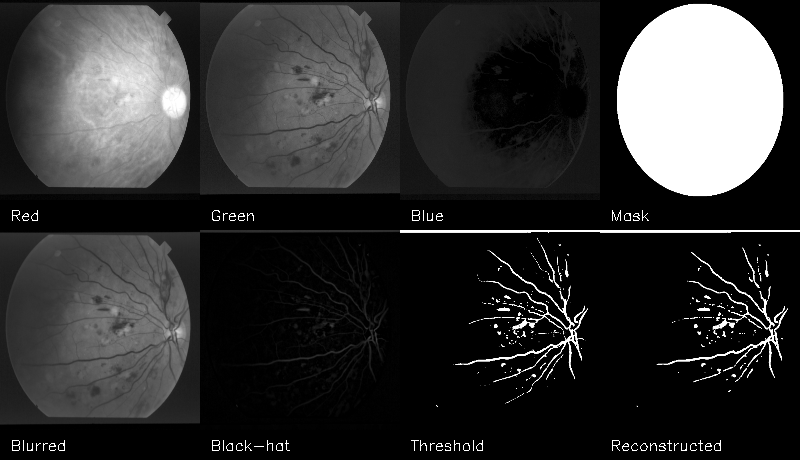 Red
Green
Blue
Mask
Blurred
Black-hat
Threshold
Reconstructed